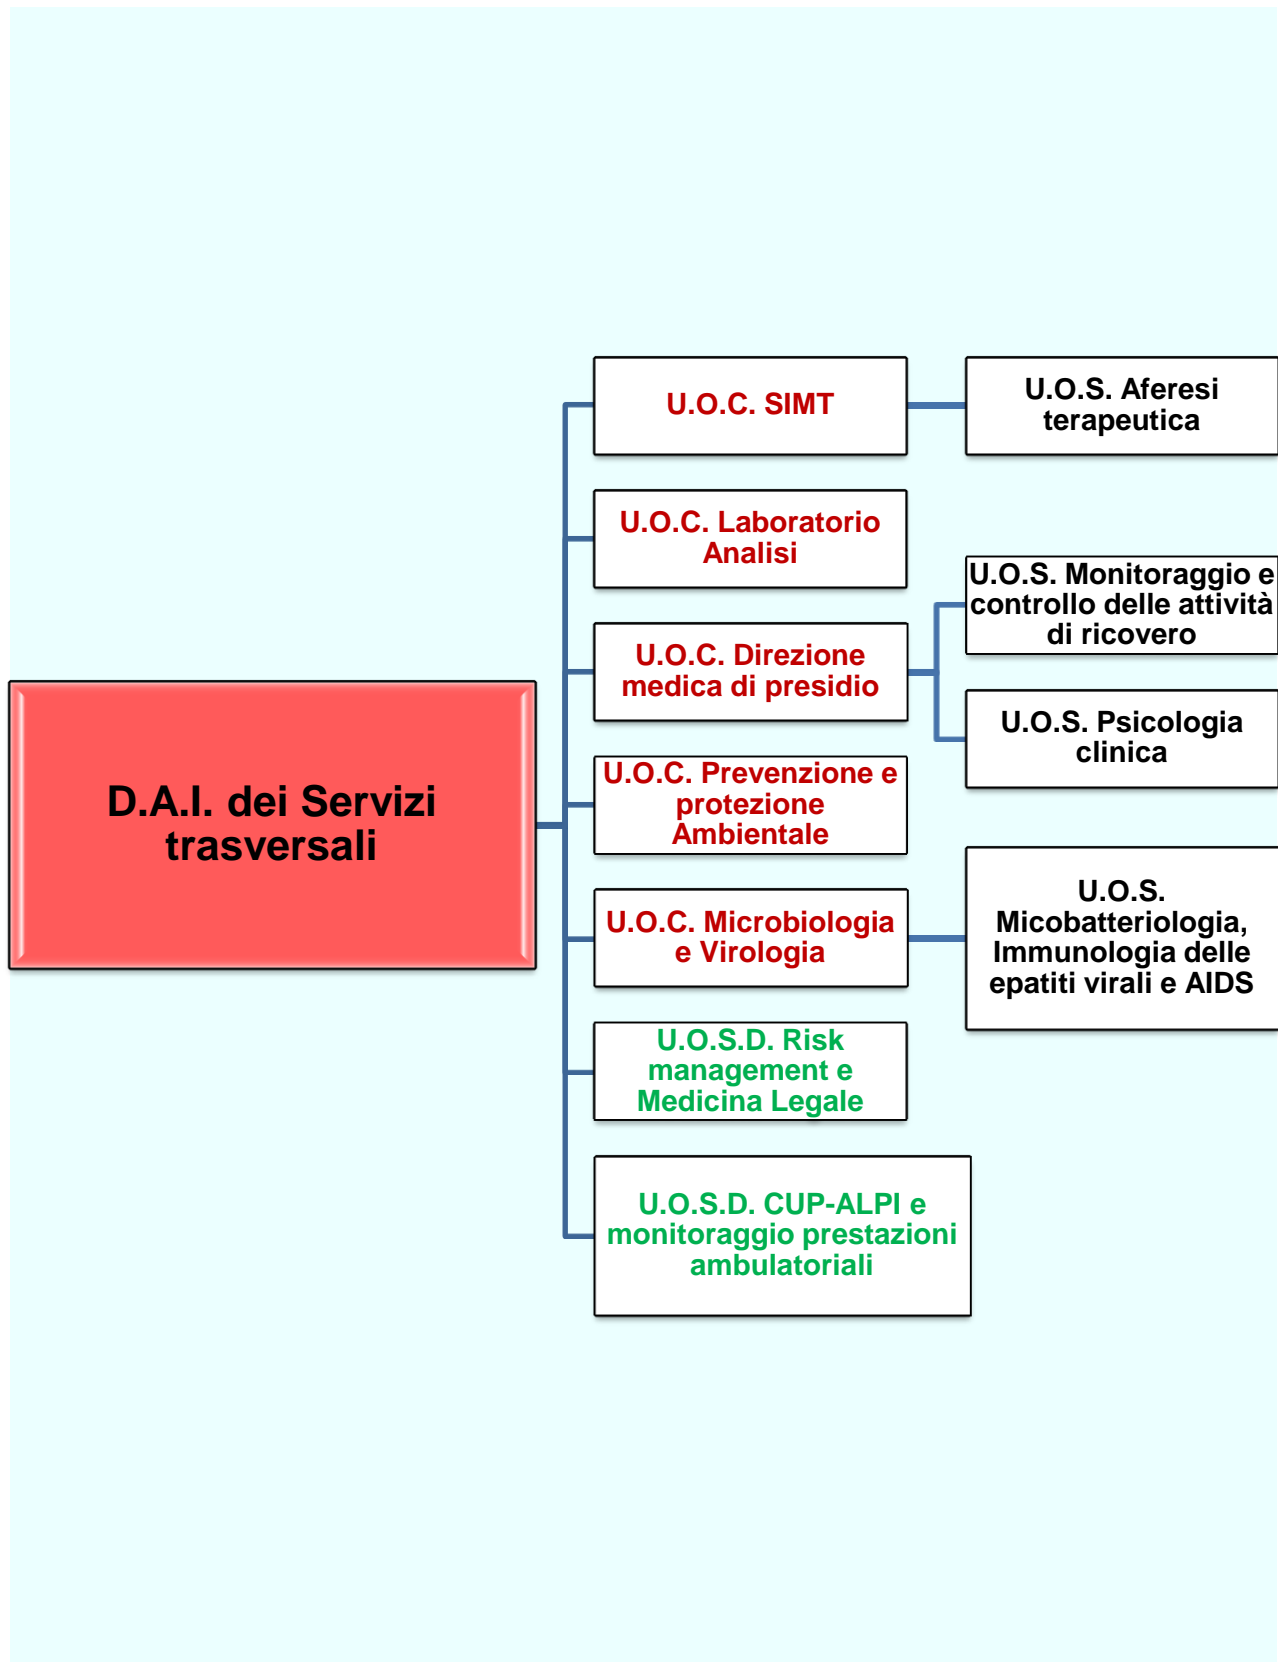 D.A.I. dei Servizi
trasversali
U.O.C. SIMT
U.O.S. Aferesi
terapeutica
U.O.C. Laboratorio
Analisi
U.O.C. Direzione
medica di presidio
U.O.S. Monitoraggio e
controllo delle attività
di ricovero
U.O.S. Psicologia
clinica
U.O.C. Prevenzione e
protezione
Ambientale
U.O.C. Microbiologia
e Virologia
U.O.S.
Micobatteriologia,
Immunologia delle
epatiti virali e AIDS
U.O.S.D. Risk
management e
Medicina Legale
U.O.S.D. CUP-ALPI e
monitoraggio prestazioni
ambulatoriali